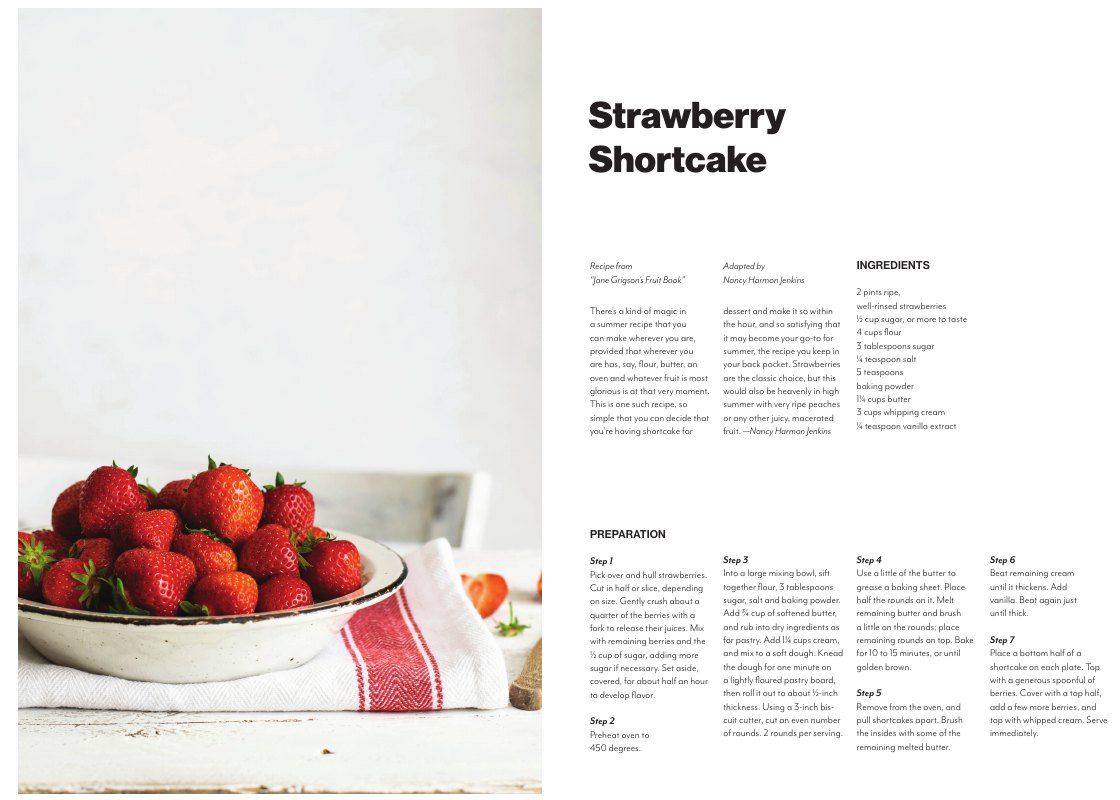 Strawberry
Shortcake
Recipe from
“Jane Grigson’s Fruit Book”
There’s a kind of magic in
a summer recipe that you
can make wherever you are,
provided that wherever you
are has, say, flour, butter, an
oven and whatever fruit is most
glorious is at that very moment.
This is one such recipe, so
simple that you can decide that
you’re having shortcake for
Adapted by
Nancy Harmon Jenkins
dessert and make it so within
the hour, and so satisfying that
it may become your go-to for
summer, the recipe you keep in
your back pocket. Strawberries
are the classic choice, but this
would also be heavenly in high
summer with very ripe peaches
or any other juicy, macerated
fruit. —Nancy Harmon Jenkins
INGREDIENTS
2 pints ripe,
well-rinsed strawberries
½ cup sugar, or more to taste
4 cups flour
3 tablespoons sugar
¼ teaspoon salt
5 teaspoons
baking powder
1¼ cups butter
3 cups whipping cream
¼ teaspoon vanilla extract
PREPARATION
Step 1
Pick over and hull strawberries.
Cut in half or slice, depending
on size. Gently crush about a
quarter of the berries with a
fork to release their juices. Mix
with remaining berries and the
½ cup of sugar, adding more
sugar if necessary. Set aside,
covered, for about half an hour
to develop flavor.
Step 2
Preheat oven to
450 degrees.
Step 3
Into a large mixing bowl, sift
together flour, 3 tablespoons
sugar, salt and baking powder.
Add ¾ cup of softened butter,
and rub into dry ingredients as
for pastry. Add 1¼ cups cream,
and mix to a soft dough. Knead
the dough for one minute on
a lightly floured pastry board,
then roll it out to about ½-inch
thickness. Using a 3-inch bis-
cuit cutter, cut an even number
of rounds. 2 rounds per serving.
Step 4
Use a little of the butter to
grease a baking sheet. Place
half the rounds on it. Melt
remaining butter and brush
a little on the rounds; place
remaining rounds on top. Bake
for 10 to 15 minutes, or until
golden brown.
Step 5
Remove from the oven, and
pull shortcakes apart. Brush
the insides with some of the
remaining melted butter.
Step 6
Beat remaining cream
until it thickens. Add
vanilla. Beat again just
until thick.
Step 7
Place a bottom half of a
shortcake on each plate. Top
with a generous spoonful of
berries. Cover with a top half,
add a few more berries, and
top with whipped cream. Serve
immediately.